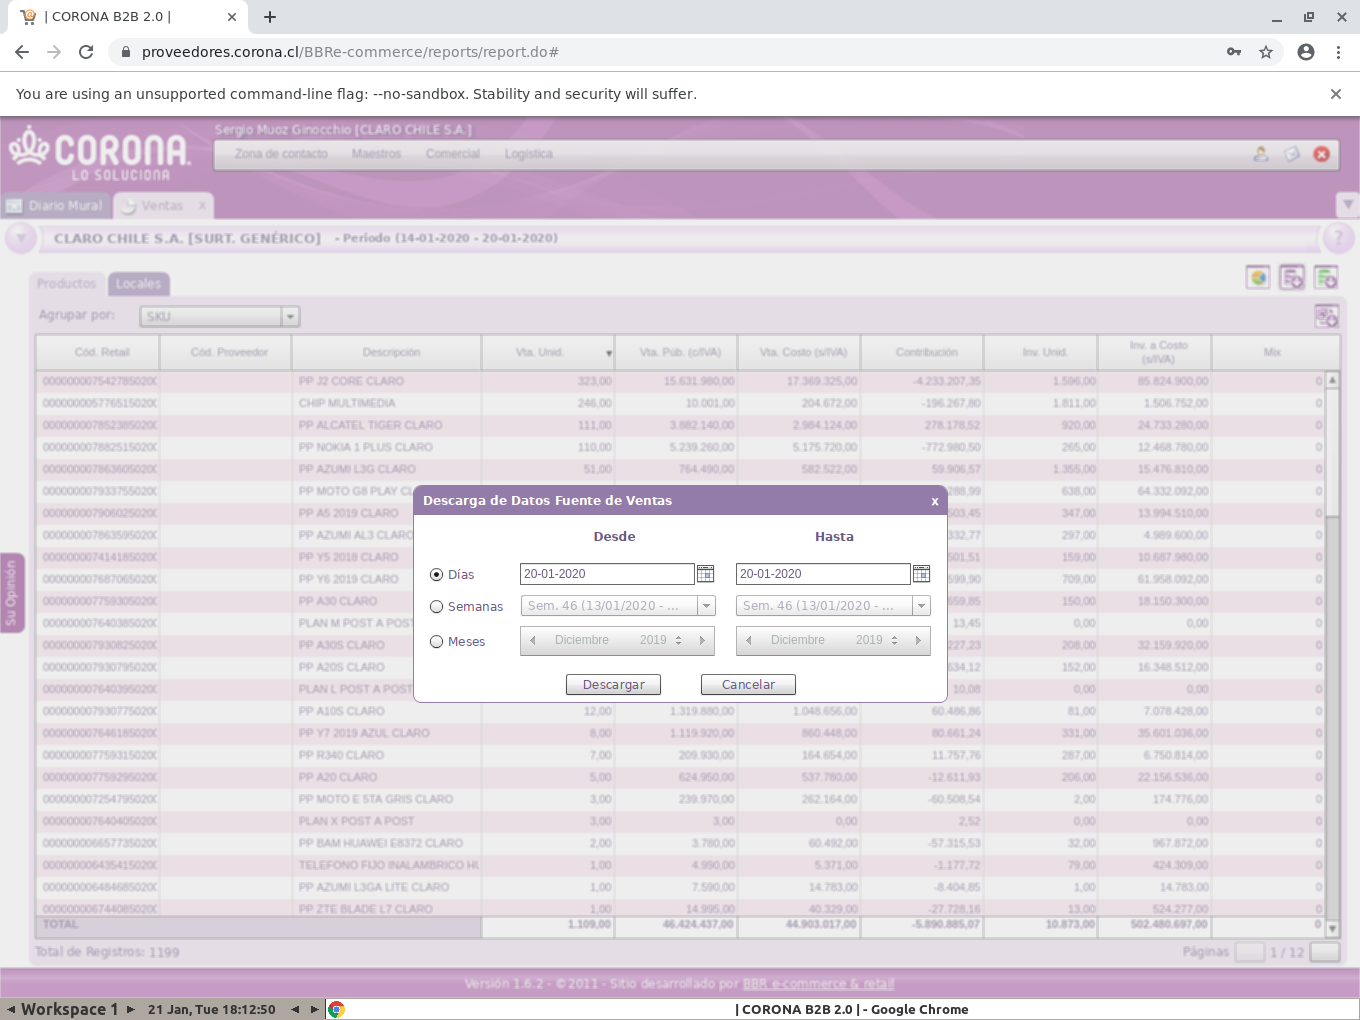 | CORONA B2B 2.0 |
proveedores.corona.cl/BBRe-commerce/reports/report.do#
You are using an unsupported command-line flag: --no-sandbox. Stability and security will suffer.
Sergio Muoz Ginocchio [CLARO CHILE S.A.]
CORONA.
LO SOLUCIONA
Zona de contacto Maestros Comercial Logística
Diario Mural Ventas x
CLARO CHILE S.A. [SURT. GENÉRICO] - Periodo (14-01-2020 - 20-01-2020) ?
Productos Locales
Agrupar por: SKU
Cód. Retail Cód. Proveedor Descripción Vta. Unid. Vta. Púb. (c/IVA) Vta. Costo (s/IVA) Contribución Inv. Unid. Inv. a Costo (s/IVA) Mix
000000007542785020( PP J2 CORE CLARO 323,00 15.631.980,00 17.369.325,00 -4.233.207,35 1.596,00 85.824.900,00 0
000000005776515020( CHIP MULTIMEDIA 246,00 10.001,00 204.672,00 -196.267,80 1.811,00 1.506.752,00 0
000000007852385020( PP ALCATEL TIGER CLARO 111,00 3.882.140,00 2.984.124,00 278.178,52 920,00 24.733.280,00 0
000000007882515020( PP NOKIA 1 PLUS CLARO 110,00 5.239.260,00 5.175.720,00 -772.980,50 265,00 12.468.780,00 0
000000007863605020( PP AZUMI L3G CLARO 51,00 764.490,00 582.522,00 59.906,57 1.355,00 15.476.810,00 0
000000007933755020( PP MOTO G8 PLAY CL 288,99 638,00 64.332.092,00 0
000000007906025020( PP A5 2019 CLARO 503,45 347,00 13.994.510,00 0
000000007863595020( PP AZUMI AL3 CLARO 332,77 297,00 4.989.600,00 0
000000007414185020( PP Y5 2018 CLARO 501,51 159,00 10.687.980,00 0
000000007687065020( PP Y6 2019 CLARO 599,90 709,00 61.958.092,00 0
000000007759305020( PP A30 CLARO 659,85 150,00 18.150.300,00 0
000000007640385020( PLAN M POST A POST 13,45 0,00 0,00 0
000000007930825020( PP A30S CLARO 227,23 208,00 32.159.920,00 0
000000007930795020( PP A20S CLARO 634,12 152,00 16.348.512,00 0
000000007640395020( PLAN L POST A POST 10,08 0,00 0,00 0
000000007930775020( PP A10S CLARO 12,00 1.319.880,00 1.048.656,00 60.486,86 81,00 7.078.428,00 0
000000007646185020( PP Y7 2019 AZUL CLARO 8,00 1.119.920,00 860.448,00 80.661,24 331,00 35.601.036,00 0
000000007759315020( PP R340 CLARO 7,00 209.930,00 164.654,00 11.757,76 287,00 6.750.814,00 0
000000007759295020( PP A20 CLARO 5,00 624.950,00 537.780,00 -12.611,93 206,00 22.156.536,00 0
000000007254795020( PP MOTO E 5TA GRIS CLARO 3,00 239.970,00 262.164,00 -60.508,54 2,00 174.776,00 0
000000007640405020( PLAN X POST A POST 3,00 3,00 0,00 2,52 0,00 0,00 0
000000006657735020( PP BAM HUAWEI E8372 CLARO 2,00 3.780,00 60.492,00 -57.315,53 32,00 967.872,00 0
000000006435415020( TELEFONO FIJO INALAMBRICO HU 1,00 4.990,00 5.371,00 -1.177,72 79,00 424.309,00 0
000000006484685020( PP AZUMI L3GA LITE CLARO 1,00 7.590,00 14.783,00 -8.404,85 1,00 14.783,00 0
000000006744085020( PP ZTE BLADE L7 CLARO 1,00 14.995,00 40.329,00 -27.728,16 13,00 524.277,00 0
TOTAL 1.109,00 46.424.437,00 44.903.017,00 -5.890.885,07 10.873,00 502.480.697,00 0
Total de Registros: 1199 Páginas 1 / 12
Su Opinión
Descarga de Datos Fuente de Ventas x
Desde Hasta
Días 20-01-2020 20-01-2020
Semanas Sem. 46 (13/01/2020 - ... Sem. 46 (13/01/2020 - ...
Meses Diciembre 2019 Diciembre 2019
Descargar Cancelar
Versión 1.6.2 - ©2011 - Sitio desarrollado por BBR e-commerce & retail
Workspace 1 21 Jan, Tue 18:12:50 | CORONA B2B 2.0 | - Google Chrome